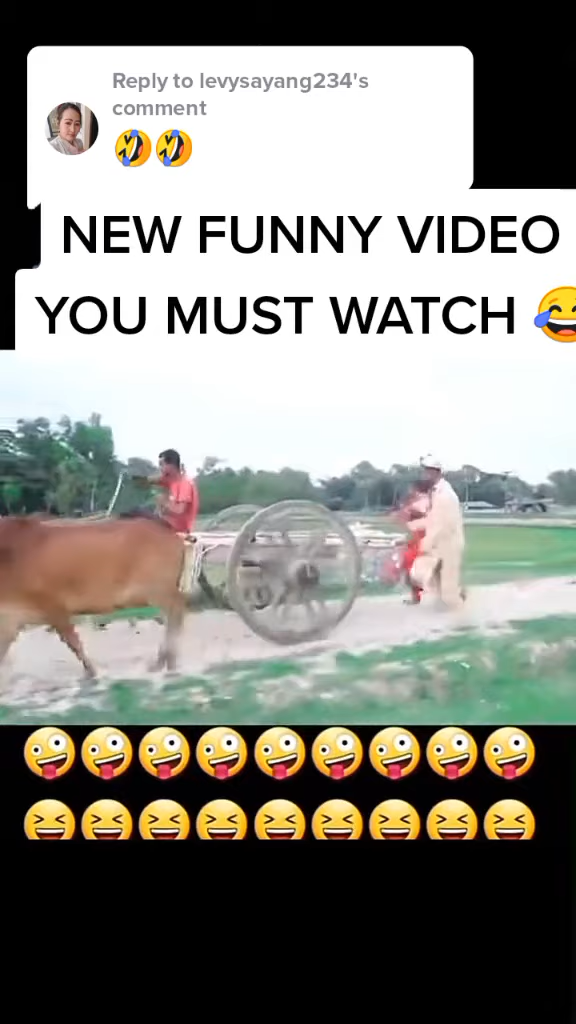 Reply to levysayang234's
comment
🤣🤣
NEW FUNNY VIDEO
YOU MUST WATCH 😂
🤪🤪🤪🤪🤪🤪🤪🤪🤪
😆😆😆😆😆😆😆😆😆